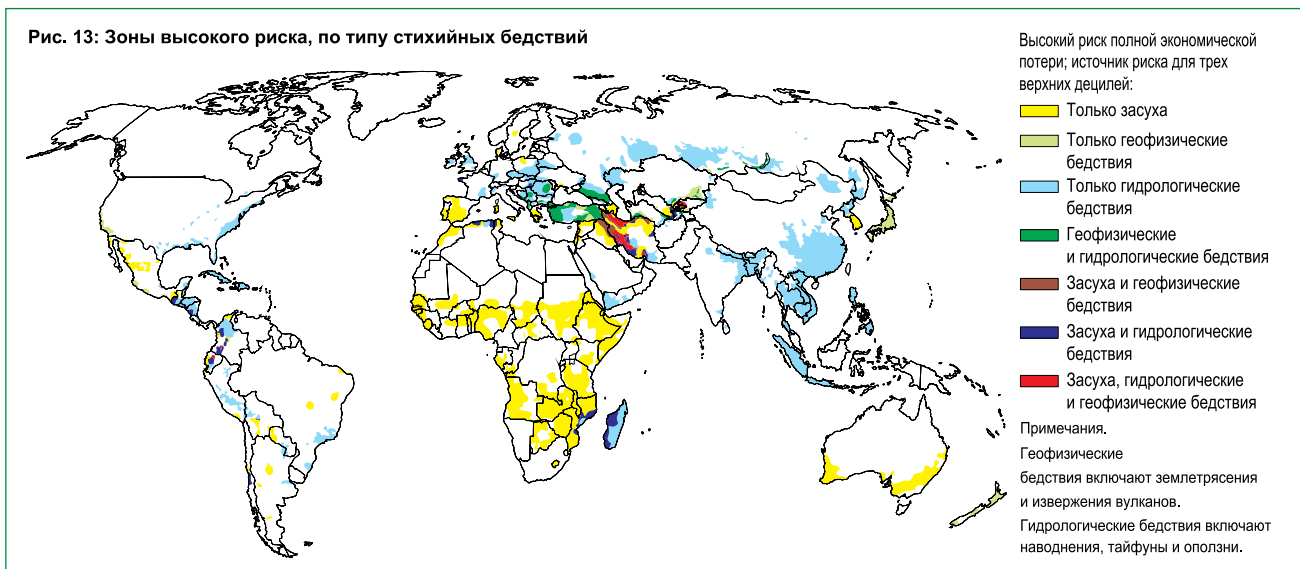 Рис. 13: Зоны высокого риска, по типу стихийных бедствий
Высокий риск полной экономической
потери; источник риска для трех
верхних децилей:
Только засуха
Только геофизические
бедствия
Только гидрологические
бедствия
Геофизические
и гидрологические бедствия
Засуха и геофизические
бедствия
Засуха и гидрологические
бедствия
Засуха, гидрологические
и геофизические бедствия
Примечания.
Геофизические
бедствия включают землетрясения
и извержения вулканов.
Гидрологические бедствия включают
наводнения, тайфуны и оползни.